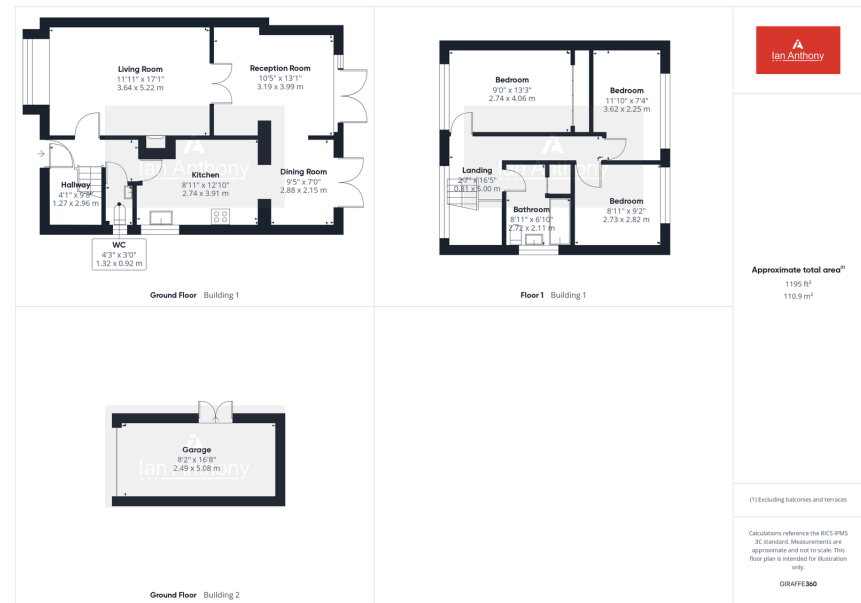 Living Room
11'11" x 17'1"
3.64 x 5.22 m
Reception Room
10'5" x 13'1"
3.19 x 3.99 m
Hallway
4'1" x 9'8"
1.27 x 2.96 m
Kitchen
8'11" x 12'10"
2.74 x 3.91 m
Dining Room
9'5" x 7'0"
2.88 x 2.15 m
WC
4'3" x 3'0"
1.32 x 0.92 m
Ian Anthony
Ground Floor Building 1
Bedroom
9'0" x 13'3"
2.74 x 4.06 m
Bedroom
11'10" x 7'4"
3.62 x 2.25 m
Landing
2'7" x 16'5"
0.81 x 5.00 m
Bathroom
8'11" x 6'10"
2.72 x 2.11 m
Bedroom
8'11" x 9'2"
2.73 x 2.82 m
Ian Anthony
Floor 1 Building 1
Garage
8'2" x 16'8"
2.49 x 5.08 m
Ian Anthony
Ground Floor Building 2
Ian Anthony
Approximate total area(1)
1195 ft²
110.9 m²
(1) Excluding balconies and terraces
Calculations reference the RICS IPMS
3C standard. Measurements are
approximate and not to scale. This
floor plan is intended for illustration
only.
GIRAFFE360